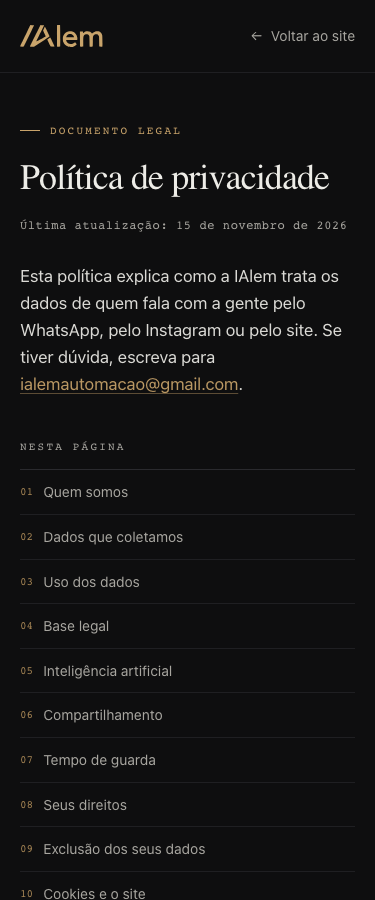 IAlem
← Voltar ao site
DOCUMENTO LEGAL
Política de privacidade
Última atualização: 15 de novembro de 2026
Esta política explica como a IAlem trata os
dados de quem fala com a gente pelo
WhatsApp, pelo Instagram ou pelo site. Se
tiver dúvida, escreva para
ialemautomacao@gmail.com.
NESTA PÁGINA
01 Quem somos
02 Dados que coletamos
03 Uso dos dados
04 Base legal
05 Inteligência artificial
06 Compartilhamento
07 Tempo de guarda
08 Seus direitos
09 Exclusão dos seus dados
10 Cookies e o site